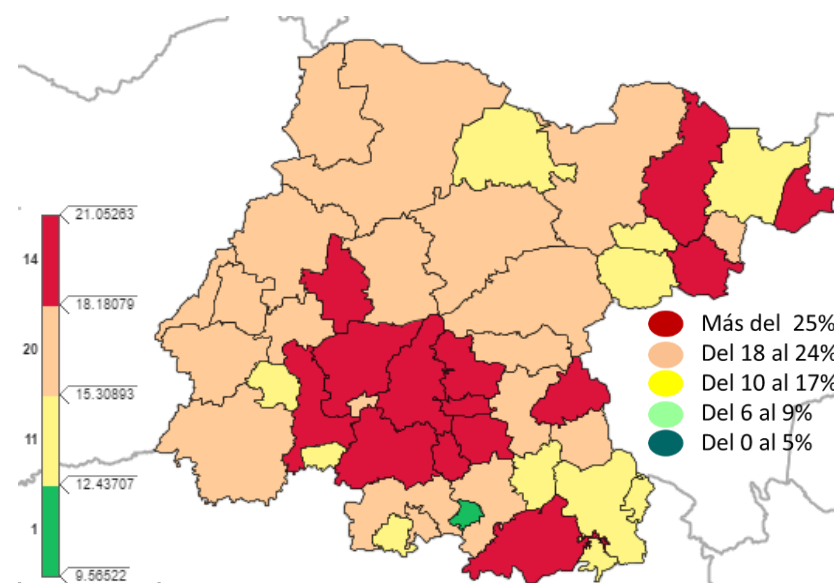 21.05263
14
18.18079
20
15.30893
11
12.43707
1
9.56522
Más del 25%
Del 18 al 24%
Del 10 al 17%
Del 6 al 9%
Del 0 al 5%